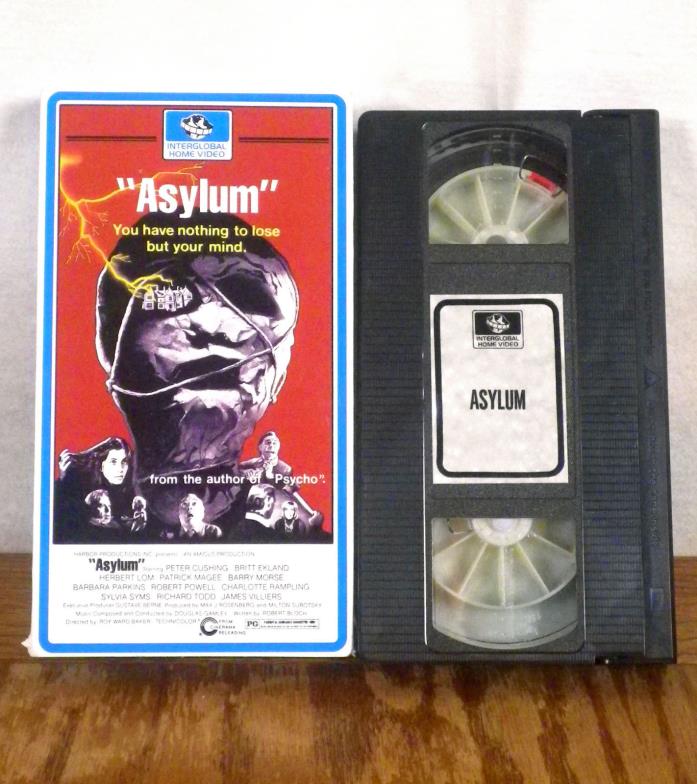 INTERGLOBAL
HOME VIDEO
"Asylum"
You have nothing to lose
but your mind.
from the author of "Psycho".
HARBOR PRODUCTIONS INC. presents AN AMICUS PRODUCTION
"Asylum" Starring PETER CUSHING BRITT EKLAND
HERBERT LOM PATRICK MAGEE BARRY MORSE
BARBARA PARKINS ROBERT POWELL CHARLOTTE RAMPLING
SYLVIA SYMS RICHARD TODD JAMES VILLIERS
Executive Producer GUSTAVE BERNE Produced by MAX J. ROSENBERG and MILTON SUBOTSKY
Music Composed and Conducted by DOUGLAS GAMLEY Written by ROBERT BLOCH
Directed by ROY WARD BAKER TECHNICOLOR
FROM
CINERAMA
RELEASING
PG
INTERGLOBAL
HOME VIDEO
ASYLUM